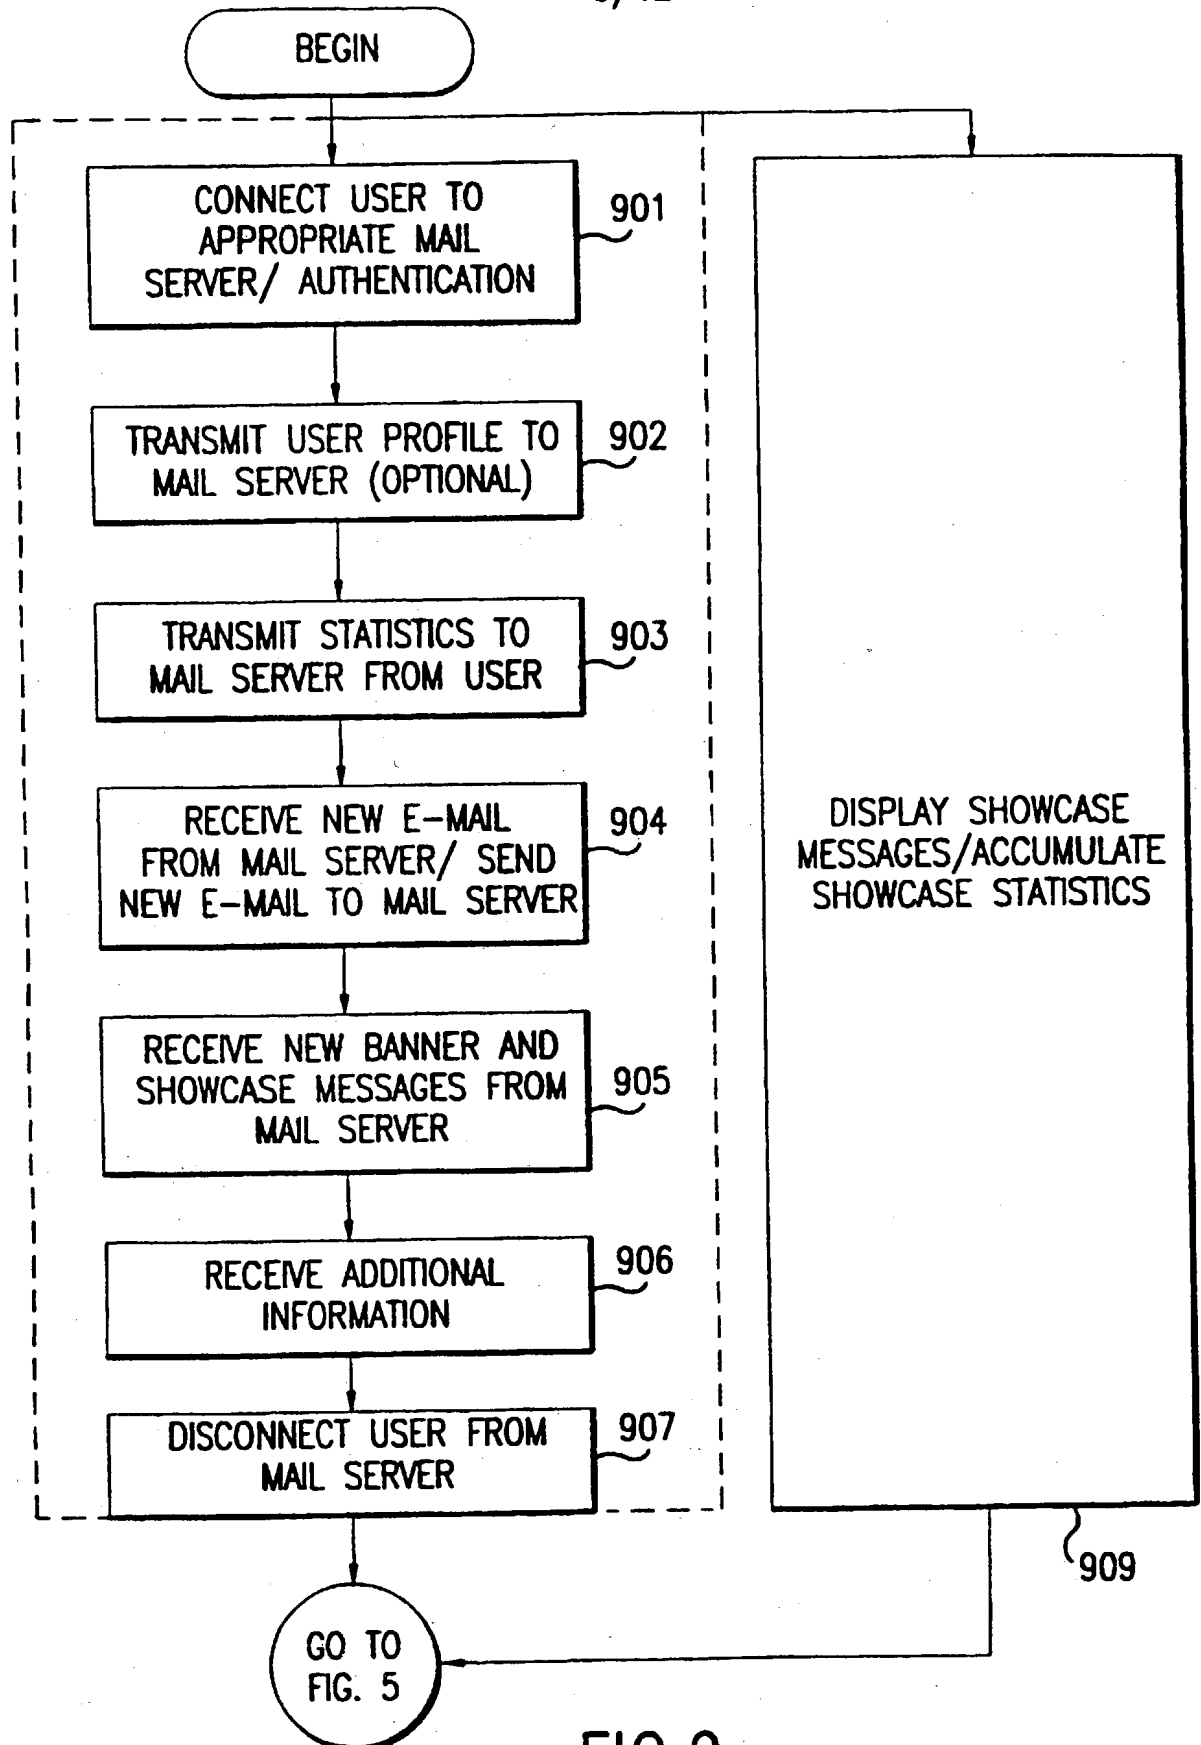 BEGIN
CONNECT USER TO
APPROPRIATE MAIL
SERVER/ AUTHENTICATION
901
TRANSMIT USER PROFILE TO
MAIL SERVER (OPTIONAL)
902
TRANSMIT STATISTICS TO
MAIL SERVER FROM USER
903
RECEIVE NEW E-MAIL
FROM MAIL SERVER/ SEND
NEW E-MAIL TO MAIL SERVER
904
RECEIVE NEW BANNER AND
SHOWCASE MESSAGES FROM
MAIL SERVER
905
RECEIVE ADDITIONAL
INFORMATION
906
DISCONNECT USER FROM
MAIL SERVER
907
DISPLAY SHOWCASE
MESSAGES/ACCUMULATE
SHOWCASE STATISTICS
909
GO TO
FIG. 5